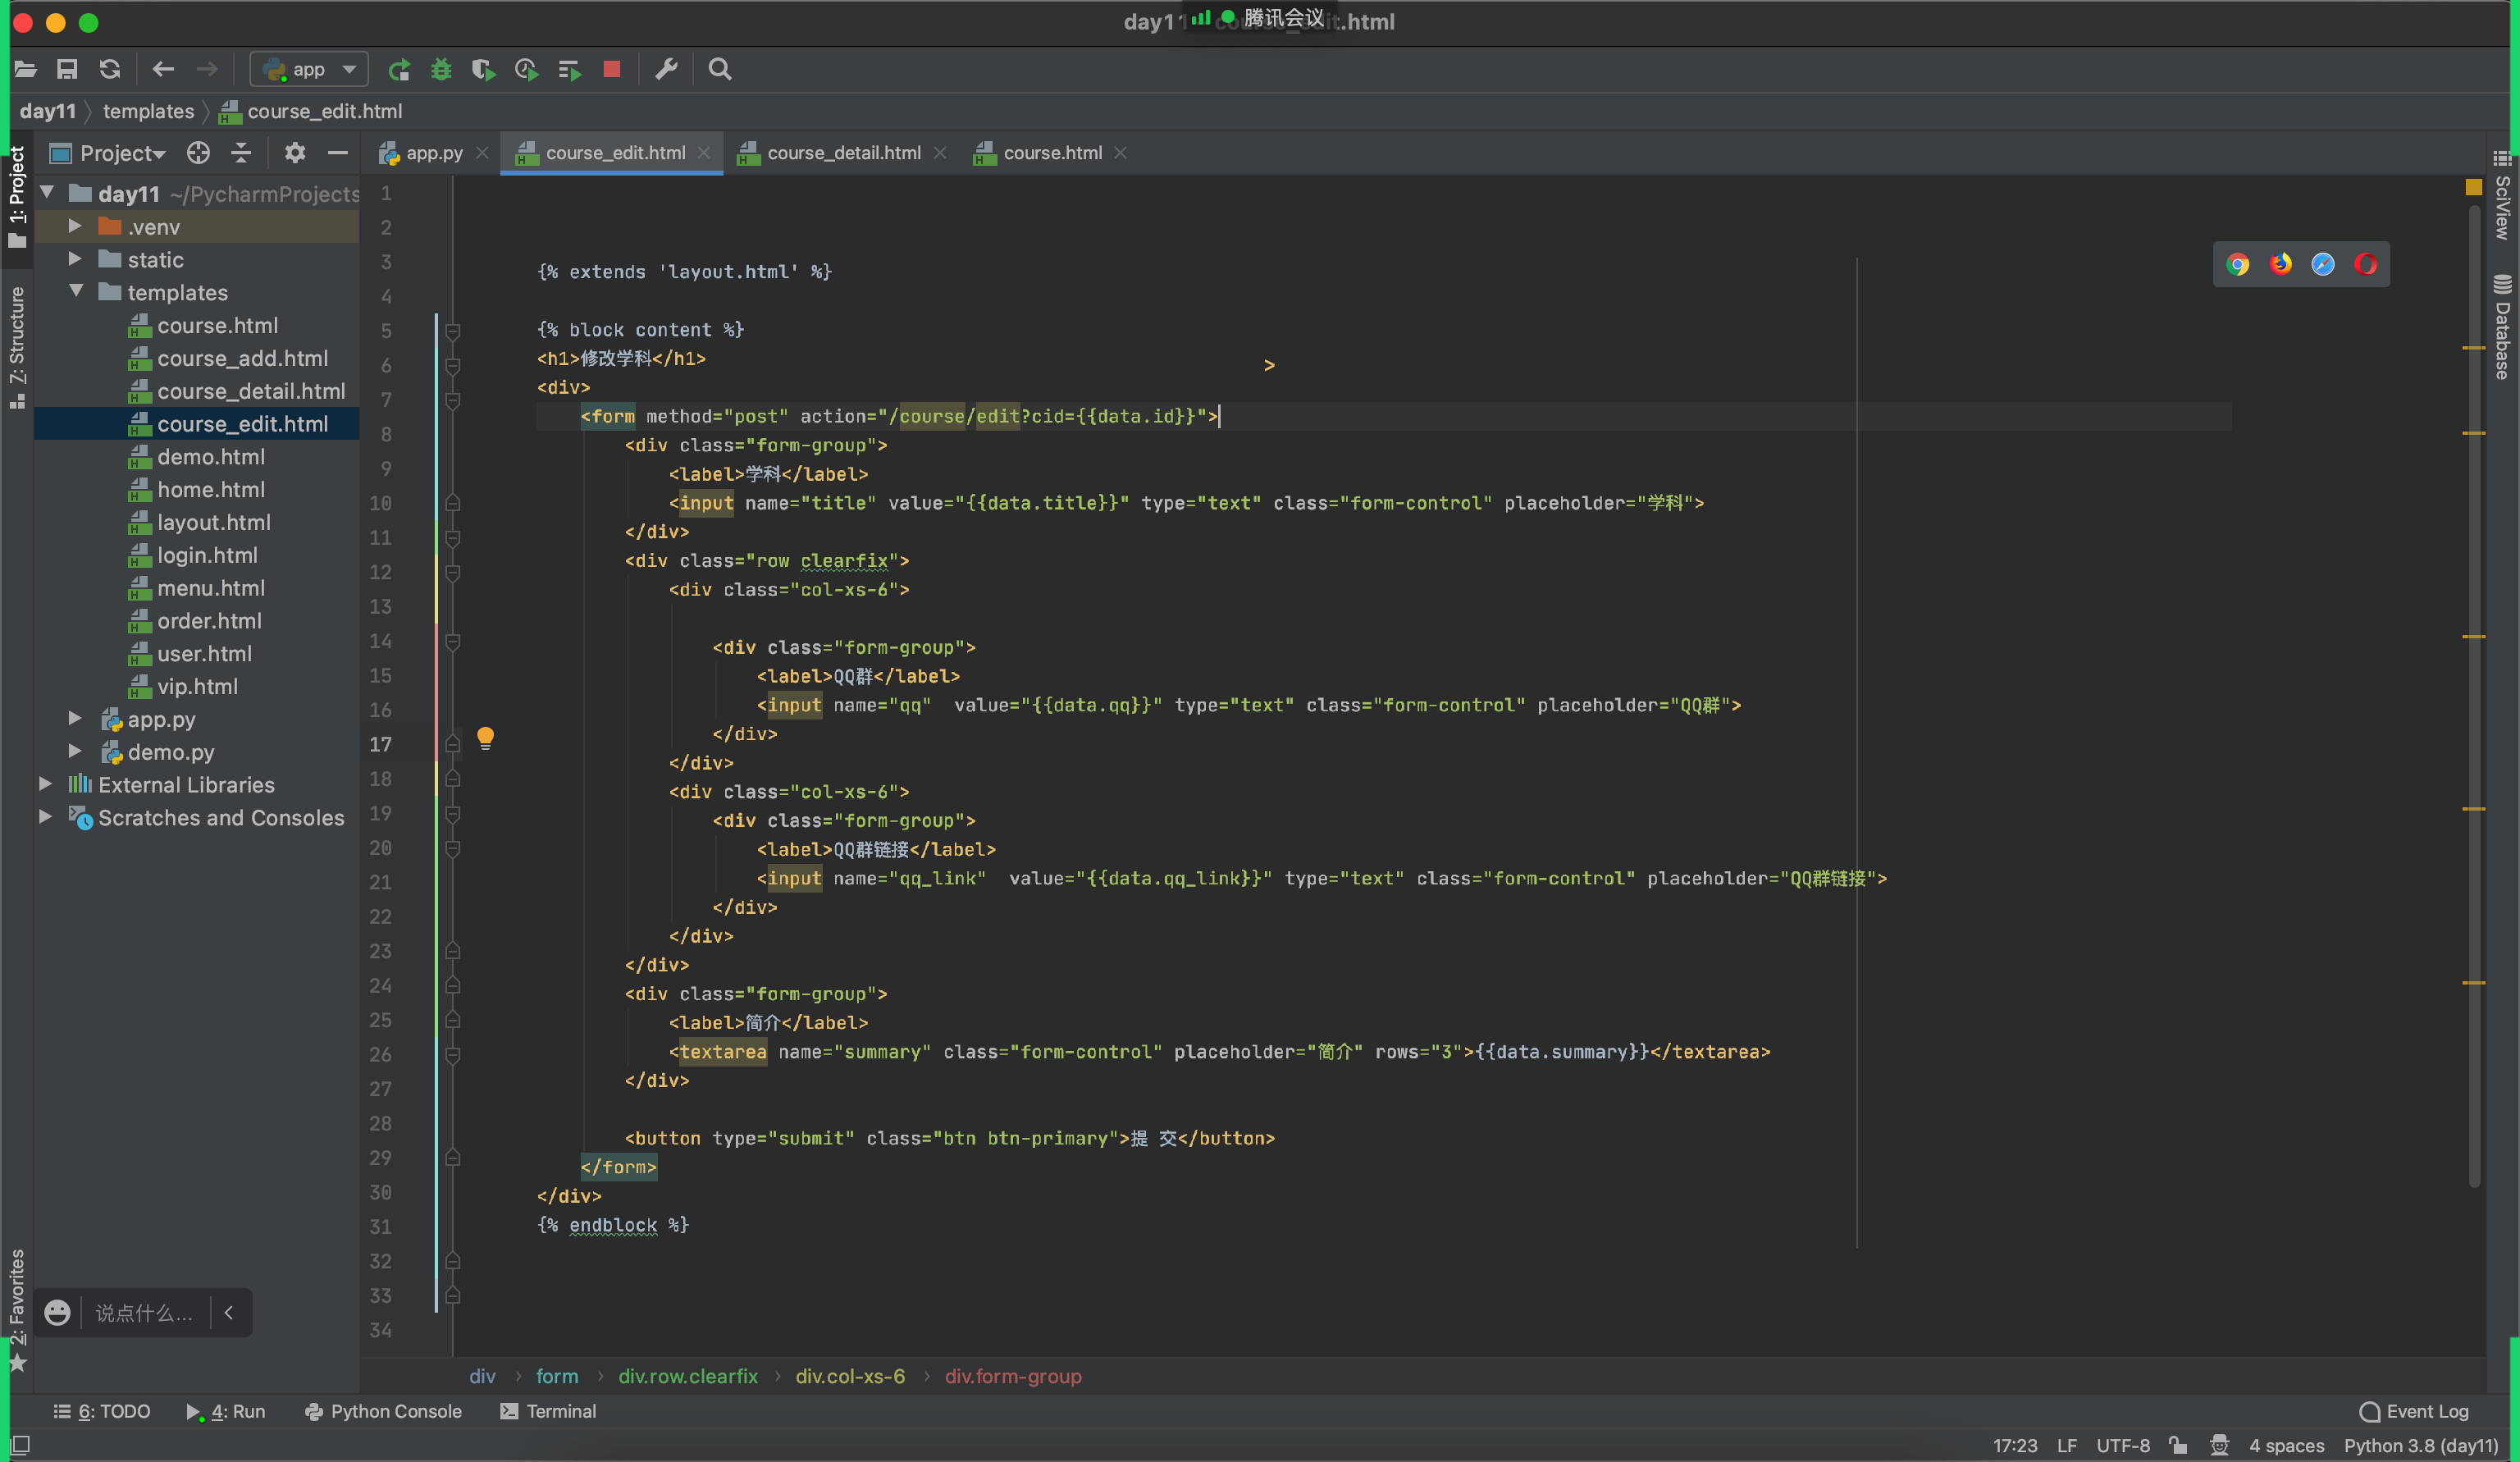 day11 course_edit.html
腾讯会议
app
day11 templates course_edit.html
Project
app.py
course_edit.html
course_detail.html
course.html
1: Project
7: Structure
2: Favorites
SciView
Database
day11 ~/PycharmProjects
.venv
static
templates
course.html
course_add.html
course_detail.html
course_edit.html
demo.html
home.html
layout.html
login.html
menu.html
order.html
user.html
vip.html
app.py
demo.py
External Libraries
Scratches and Consoles
说点什么...
1
2
3
4
5
6
7
8
9
10
11
12
13
14
15
16
17
18
19
20
21
22
23
24
25
26
27
28
29
30
31
32
33
34
{% extends 'layout.html' %}
{% block content %}
<h1>修改学科</h1>
>
<div>
<form method="post" action="/course/edit?cid={{data.id}}">
<div class="form-group">
<label>学科</label>
<input name="title" value="{{data.title}}" type="text" class="form-control" placeholder="学科">
</div>
<div class="row clearfix">
<div class="col-xs-6">
<div class="form-group">
<label>QQ群</label>
<input name="qq"  value="{{data.qq}}" type="text" class="form-control" placeholder="QQ群">
</div>
</div>
<div class="col-xs-6">
<div class="form-group">
<label>QQ群链接</label>
<input name="qq_link"  value="{{data.qq_link}}" type="text" class="form-control" placeholder="QQ群链接">
</div>
</div>
</div>
<div class="form-group">
<label>简介</label>
<textarea name="summary" class="form-control" placeholder="简介" rows="3">{{data.summary}}</textarea>
</div>
<button type="submit" class="btn btn-primary">提 交</button>
</form>
</div>
{% endblock %}
div › form › div.row.clearfix › div.col-xs-6 › div.form-group
6: TODO
4: Run
Python Console
Terminal
Event Log
17:23 LF UTF-8 4 spaces Python 3.8 (day11)